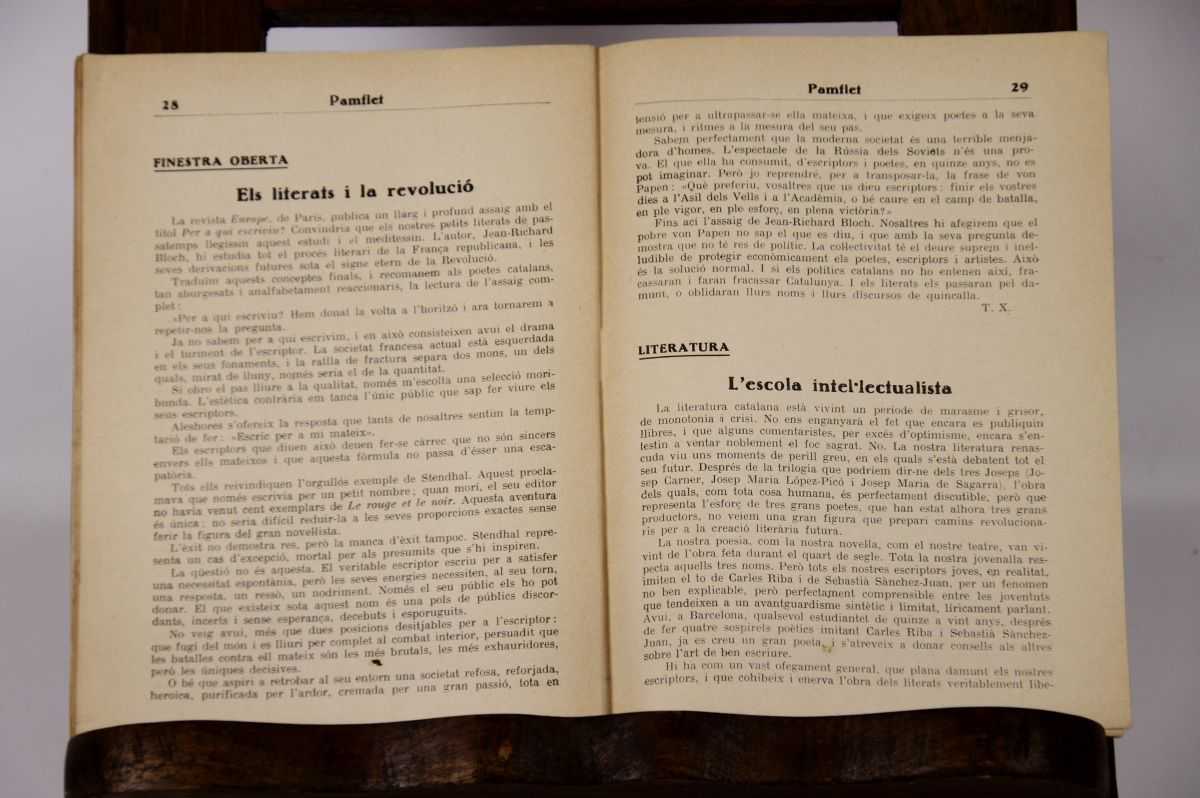 28
Pamflet
FINESTRA OBERTA
Els literats i la revolució
La revista Europe, de París, publica un llarg i profund assaig amb el
títol Per a qui escriviu? Convindria que els nostres petits literats de pas-
satemps llegissin aquest estudi i el meditessin. L'autor, Jean-Richard
Bloch, hi estudia tot el procés literari de la França republicana, i les
seves derivacions futures sota el signe etern de la Revolució.
Traduïm aquests conceptes finals, i recomanem als poetes catalans,
tan aburgesats i analfabetament reaccionaris, la lectura de l'assaig com-
plet:
«Per a qui escriviu? Hem donat la volta a l'horitzó i ara tornarem a
repetir-nos la pregunta.
Ja no sabem per a qui escrivim, i en això consisteixen avui el drama
i el turment de l'escriptor. La societat francesa actual està esquerdada
en els seus fonaments, i la ratlla de fractura separa dos mons, un dels
quals, mirat de lluny, només seria el de la quantitat.
Si obro el pas lliure a la qualitat, només m'escolta una selecció mori-
bunda. L'estètica contrària em tanca l'únic públic que sap fer viure els
seus escriptors.
Aleshores s'ofereix la resposta que tants de nosaltres sentim la temp-
tació de fer: «Escric per a mi mateix».
Els escriptors que diuen això deuen fer-se càrrec que no són sincers
envers ells mateixos i que aquesta fórmula no passa d'ésser una esca-
patòria.
Tots ells reivindiquen l'orgullós exemple de Stendhal. Aquest procla-
mava que només escrivia per un petit nombre; quan morí, el seu editor
no havia venut cent exemplars de Le rouge et le noir. Aquesta aventura
és única; no seria difícil reduir-la a les seves proporcions exactes sense
ferir la figura del gran novel·lista.
L'èxit no demostra res, però la manca d'èxit tampoc. Stendhal repre-
senta un cas d'excepció, mortal per als presumits que s'hi inspiren.
La qüestió no és aquesta. El veritable escriptor escriu per a satisfer
una necessitat espontània, però les seves energies necessiten, al seu torn,
una resposta, un ressò, un nodriment. Només el seu públic els ho pot
donar. El que existeix sota aquest nom és una pols de públics discor-
dants, incerts i sense esperança, decebuts i esporuguits.
No veig avui, més que dues posicions desitjables per a l'escriptor:
que fugi del món i es lliuri per complet al combat interior, persuadit que
les batalles contra ell mateix són les més brutals, les més exhauridores,
però les úniques decisives.
O bé que aspiri a retrobar al seu entorn una societat refosa, reforjada,
heroica, purificada per l'ardor, cremada per una gran passió, tota en
Pamflet
29
tensió per a ultrapassar-se ella mateixa, i que exigeix poetes a la seva
mesura, i ritmes a la mesura del seu pas.
Sabem perfectament que la moderna societat és una terrible menja-
dora d'homes. L'espectacle de la Rússia dels Soviets n'és una pro-
va. El que ella ha consumit, d'escriptors i poetes, en quinze anys, no es
pot imaginar. Però jo reprendré, per a transposar-la, la frase de von
Papen: «Què preferiu, vosaltres que us dieu escriptors: finir els vostres
dies a l'Asil dels Vells i a l'Acadèmia, o bé caure en el camp de batalla,
en ple vigor, en ple esforç, en plena victòria?»
Fins ací l'assaig de Jean-Richard Bloch. Nosaltres hi afegirem que el
pobre von Papen no sap el que es diu, i que amb la seva pregunta de-
mostra que no té res de polític. La collectivitat té el deure suprem i inel-
ludible de protegir econòmicament els poetes, escriptors i artistes. Això
és la solució normal. I si els polítics catalans no ho entenen així, fra-
cassaran i faran fracassar Catalunya. I els literats els passaran pel da-
munt, o oblidaran llurs noms i llurs discursos de quincalla.
T. X.
LITERATURA
L'escola intel·lectualista
La literatura catalana està vivint un període de marasme i grisor,
de monotonia i crisi. No ens enganyarà el fet que encara es publiquin
llibres, i que alguns comentaristes, per excés d'optimisme, encara s'en-
testin a ventar noblement el foc sagrat. No. La nostra literatura renas-
cuda viu uns moments de perill greu, en els quals s'està debatent tot el
seu futur. Després de la trilogia que podríem dir-ne dels tres Joseps (Jo-
sep Carner, Josep Maria López-Picó i Josep Maria de Sagarra), l'obra
dels quals, com tota cosa humana, és perfectament discutible, però que
representa l'esforç de tres grans poetes, que han estat alhora tres grans
productors, no veiem una gran figura que prepari camins revoluciona-
ris per a la creació literària futura.
La nostra poesia, com la nostra novella, com el nostre teatre, van vi-
vint de l'obra feta durant el quart de segle. Tota la nostra jovenalla res-
pecta aquells tres noms. Però tots els nostres escriptors joves, en realitat,
imiten el to de Carles Riba i de Sebastià Sànchez-Juan, per un fenomen
no ben explicable, però perfectament comprensible entre les joventuts
que tendeixen a un avantguardisme sintètic i limitat, líricament parlant.
Avui, a Barcelona, qualsevol estudiantet de quinze a vint anys, després
de fer quatre sospirels poètics imitant Carles Riba i Sebastià Sànchez-
Juan, ja es creu un gran poeta, i s'atreveix a donar consells als altres
sobre l'art de ben escriure.
Hi ha com un vast ofegament general, que plana damunt els nostres
escriptors, i que cohibeix i enerva l'obra dels literats veritablement llibe-